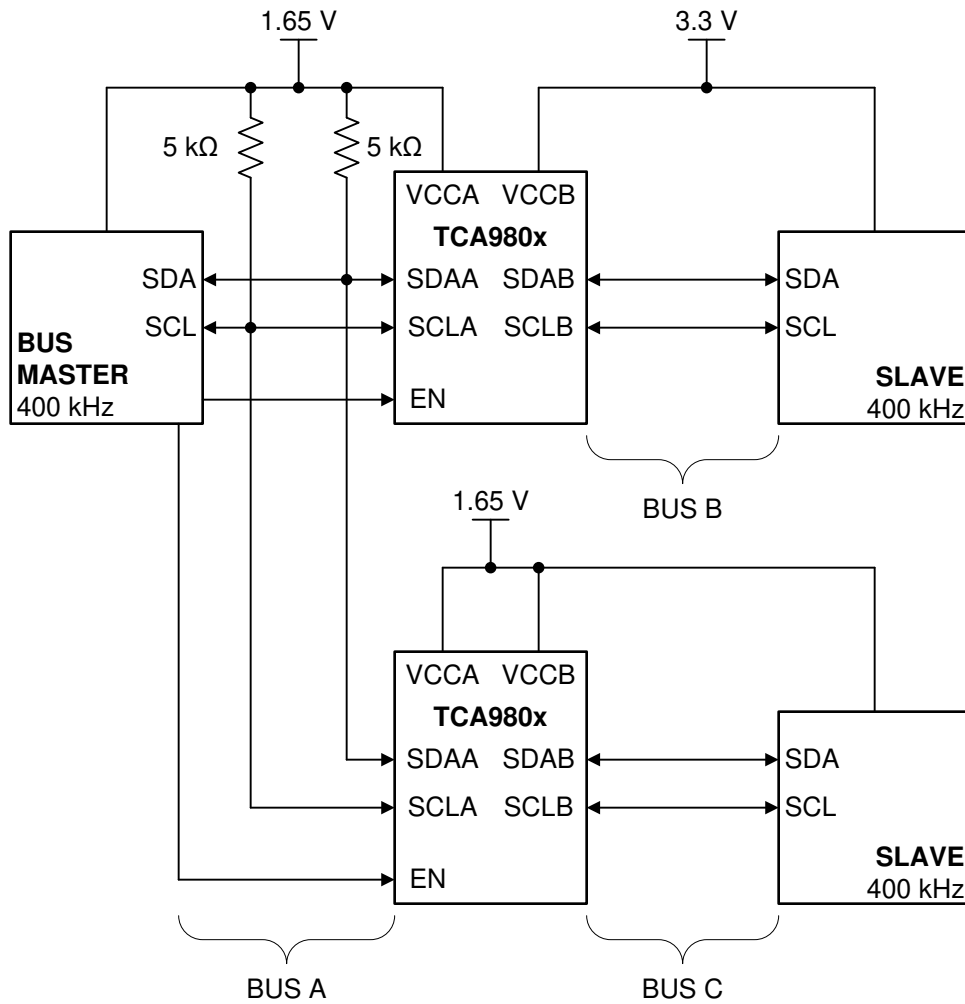 1.65 V
3.3 V
5 kΩ
5 kΩ
VCCA VCCB
TCA980x
SDA
SCL
BUS
MASTER
400 kHz
SDAA SDAB
SCLA SCLB
EN
SDA
SCL
SLAVE
400 kHz
BUS B
1.65 V
VCCA VCCB
TCA980x
SDAA SDAB
SCLA SCLB
EN
SDA
SCL
SLAVE
400 kHz
BUS A
BUS C